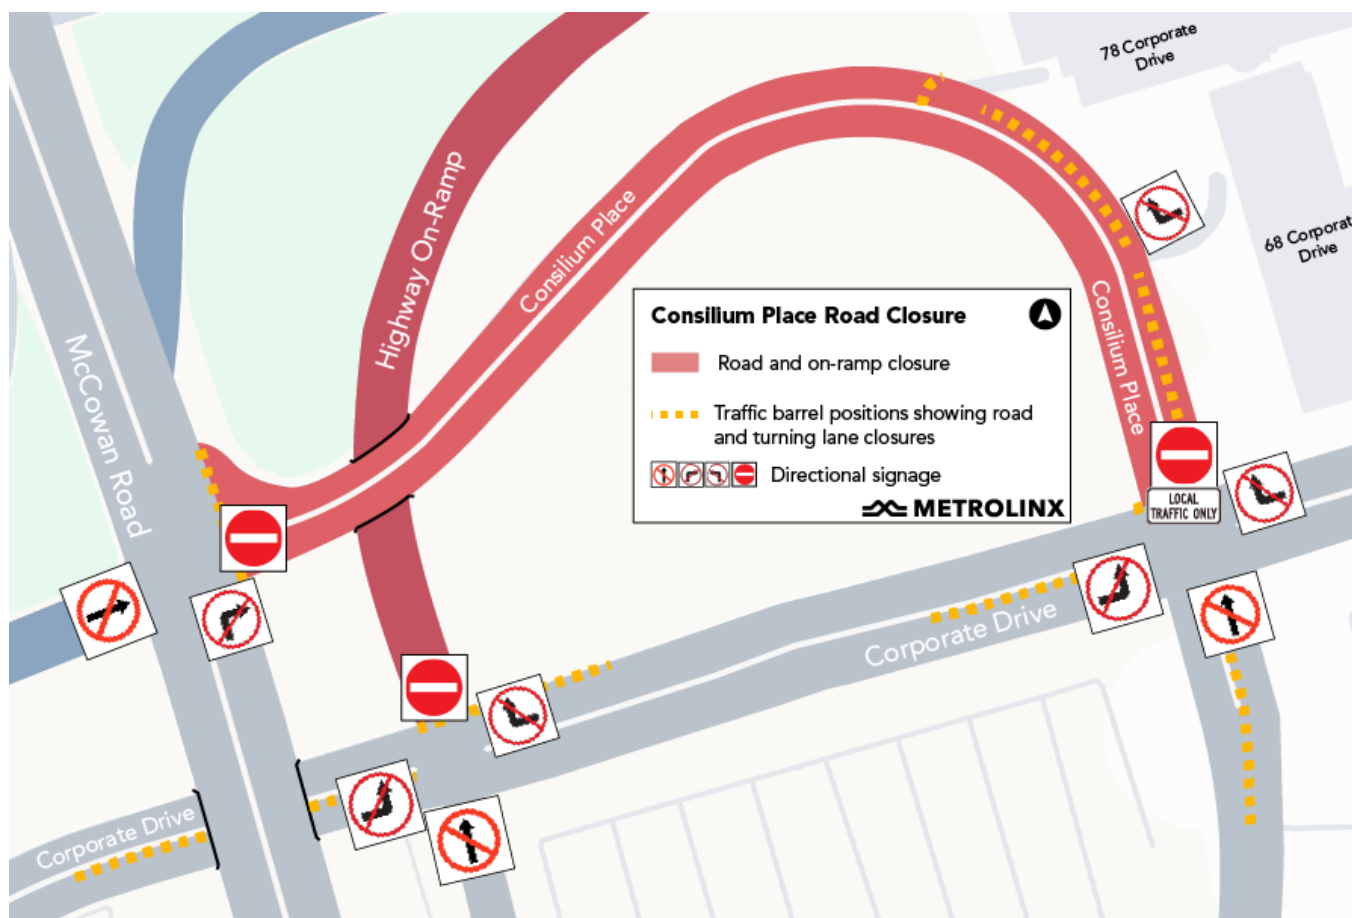 78 Corporate
Drive
Highway On-Ramp
Consilium Place
68 Corporate
Drive
Consilium Place
McCowan Road
Consilium Place Road Closure
Road and on-ramp closure
Traffic barrel positions showing road
and turning lane closures
Directional signage
METROLINX
LOCAL
TRAFFIC ONLY
Corporate Drive
Corporate Drive